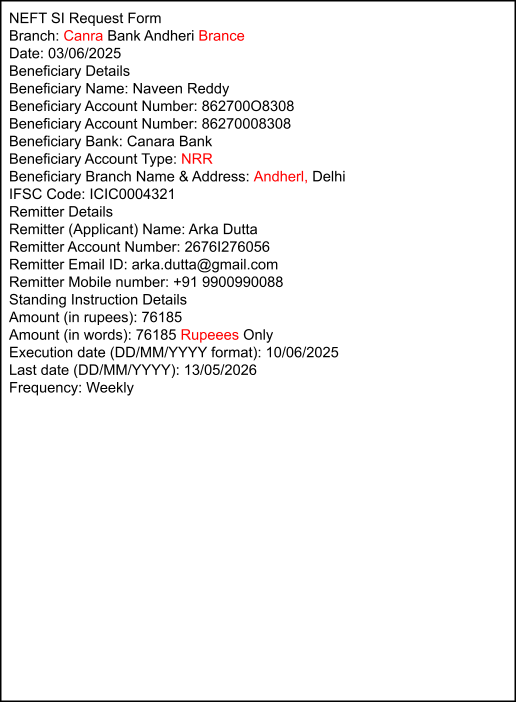 NEFT SI Request Form
Branch: Canra Bank Andheri Brance
Date: 03/06/2025
Beneficiary Details
Beneficiary Name: Naveen Reddy
Beneficiary Account Number: 862700O8308
Beneficiary Account Number: 86270008308
Beneficiary Bank: Canara Bank
Beneficiary Account Type: NRR
Beneficiary Branch Name & Address: Andherl, Delhi
IFSC Code: ICIC0004321
Remitter Details
Remitter (Applicant) Name: Arka Dutta
Remitter Account Number: 2676I276056
Remitter Email ID: arka.dutta@gmail.com
Remitter Mobile number: +91 9900990088
Standing Instruction Details
Amount (in rupees): 76185
Amount (in words): 76185 Rupeees Only
Execution date (DD/MM/YYYY format): 10/06/2025
Last date (DD/MM/YYYY): 13/05/2026
Frequency: Weekly